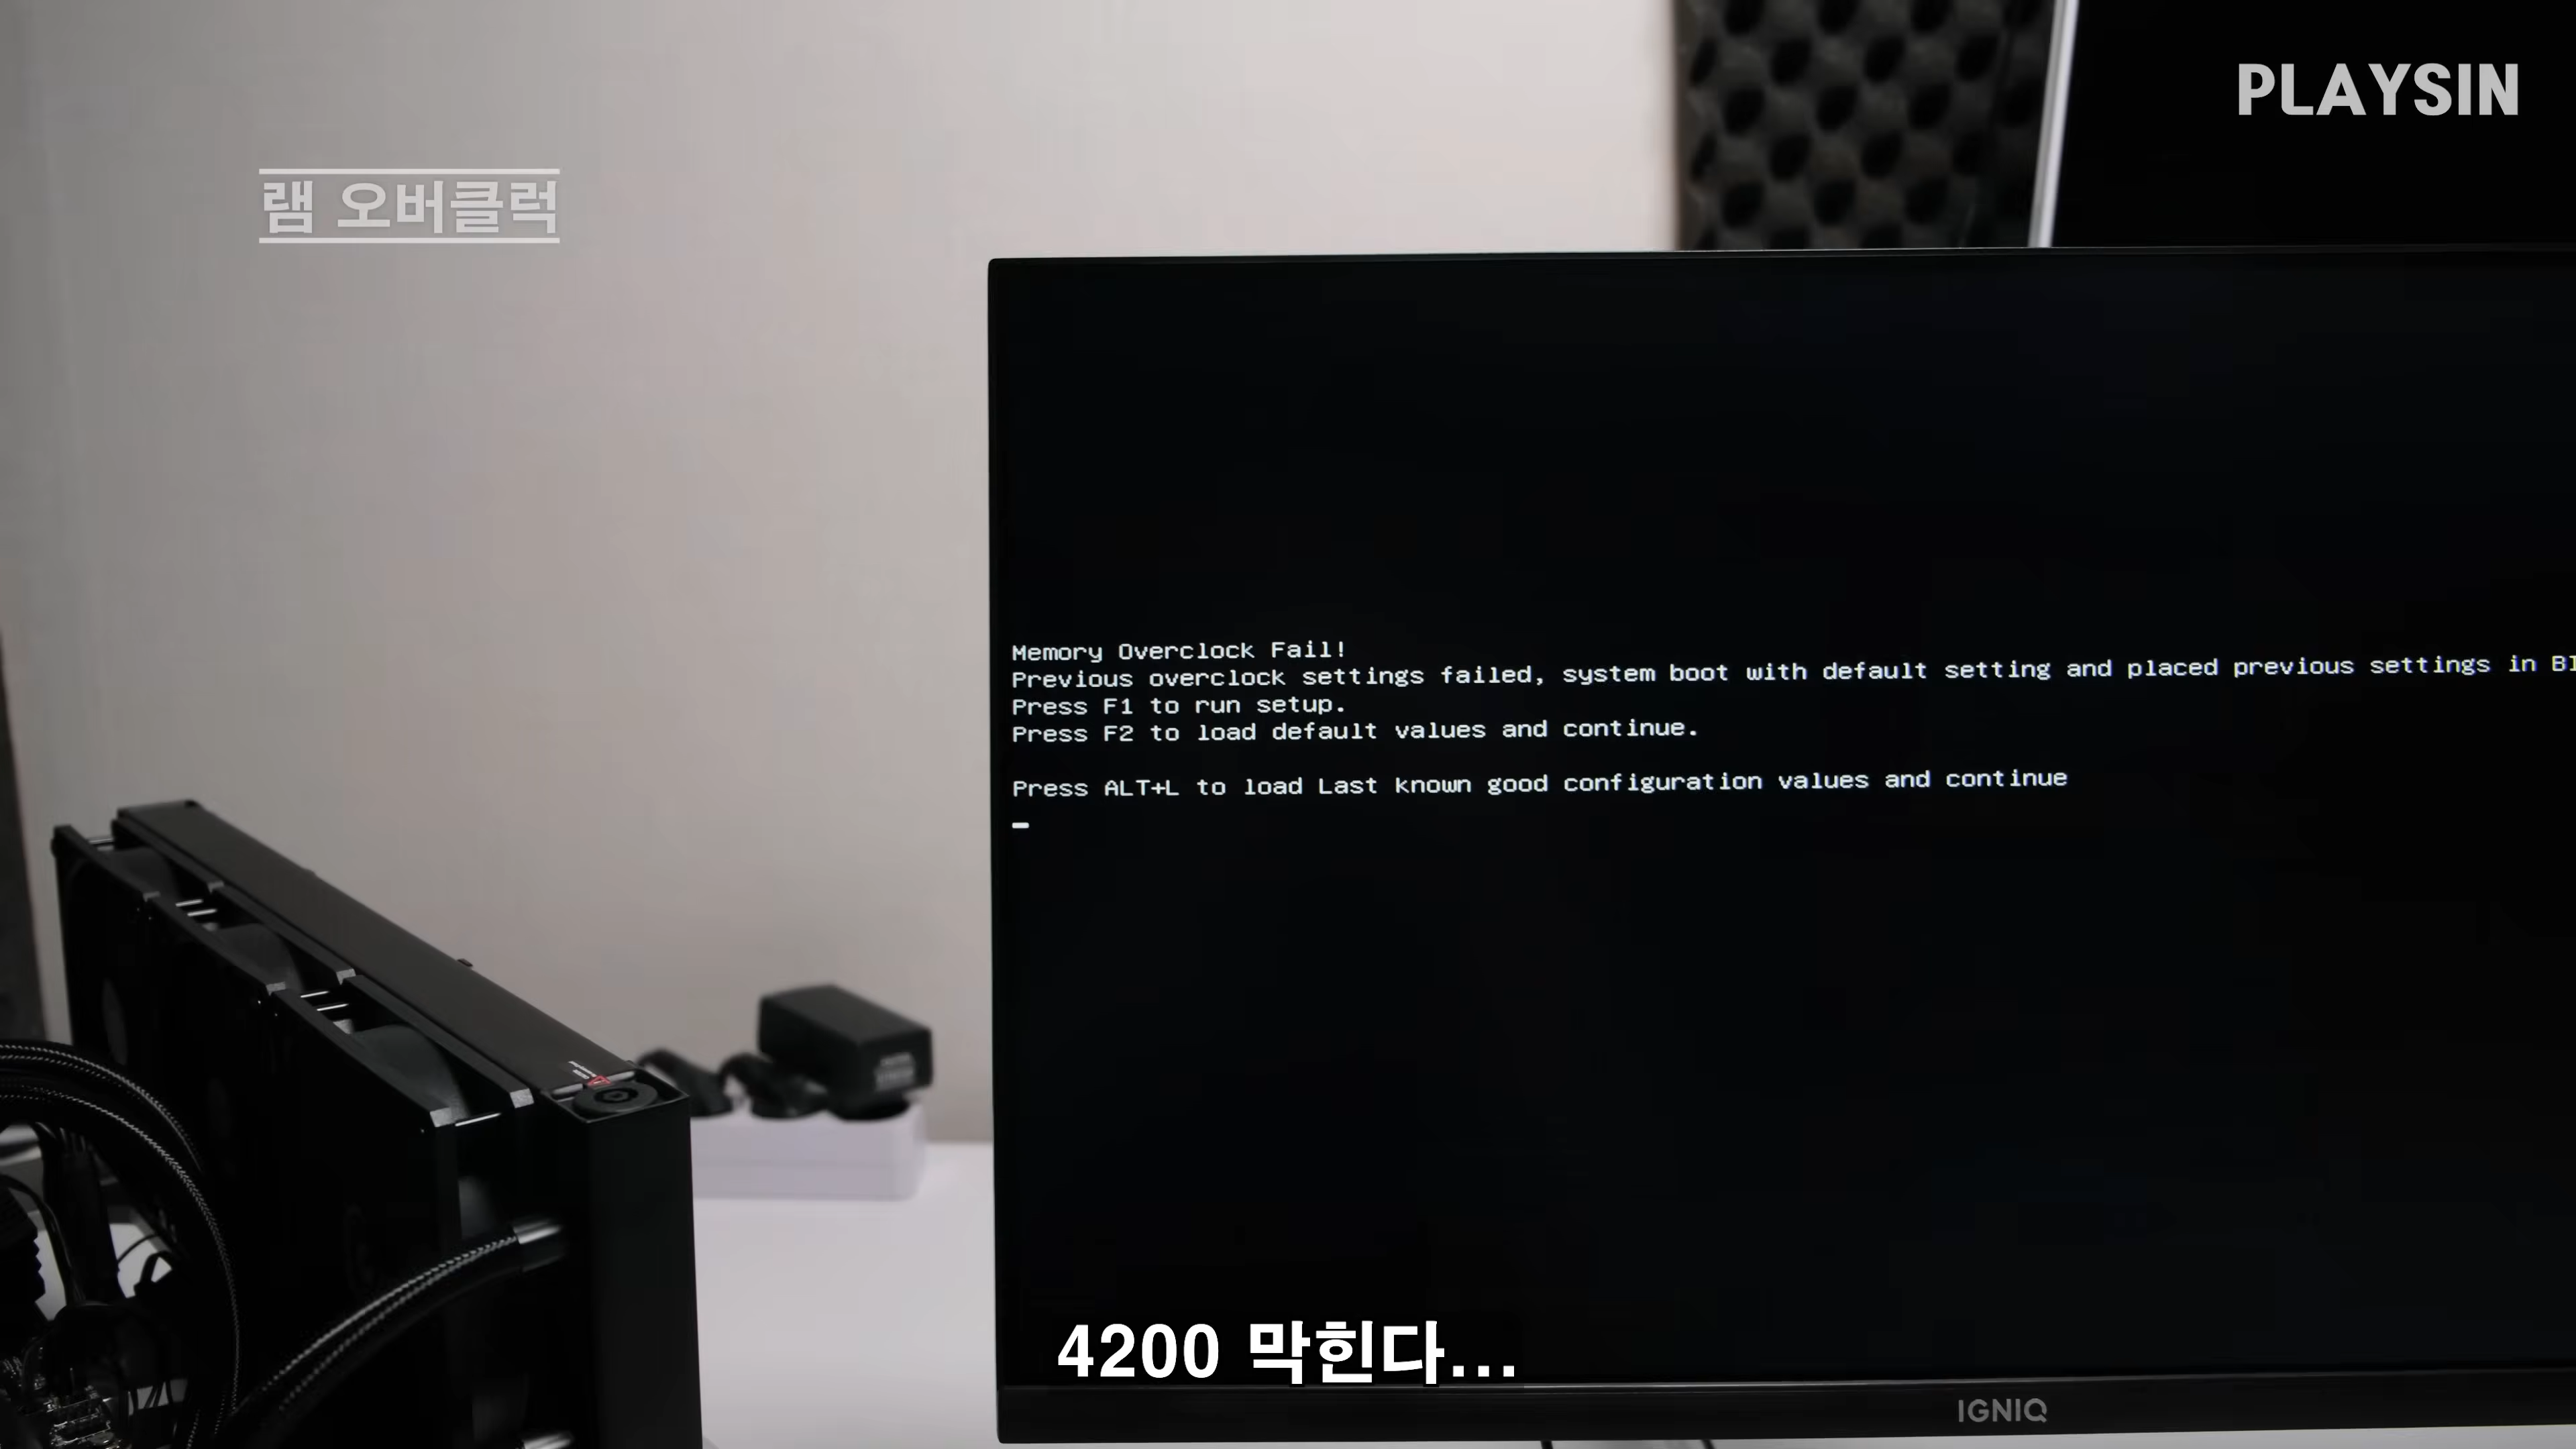 PLAYSIN
램 오버클럭
Memory Overclock Fail!
Previous overclock settings failed, system boot with default setting and placed previous settings in BI
Press F1 to run setup.
Press F2 to load default values and continue.
Press ALT+L to load Last known good configuration values and continue
4200 막힌다...
IGNIQ